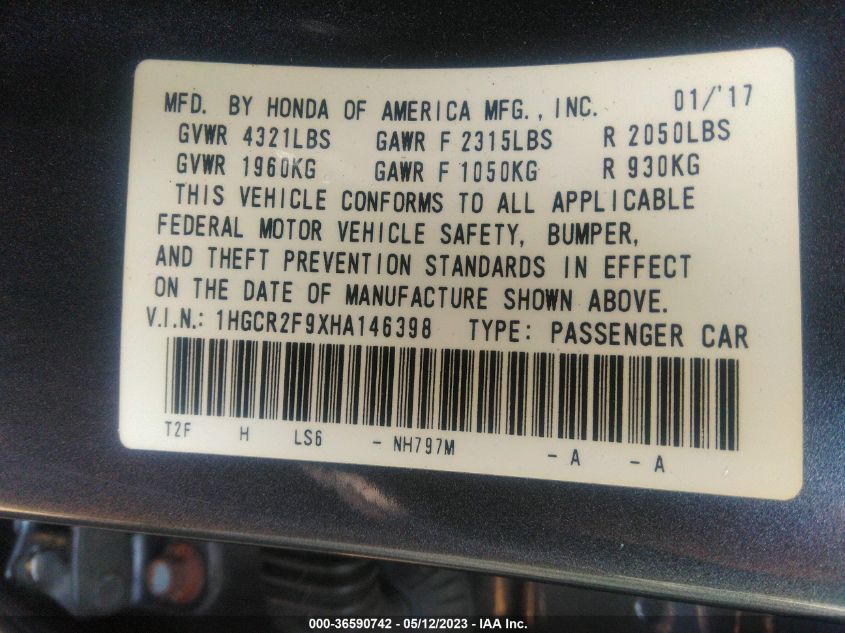 MFD. BY HONDA OF AMERICA MFG., INC. 01/'17
GVWR 4321LBS GAWR F 2315LBS R 2050LBS
GVWR 1960KG GAWR F 1050KG R 930KG
THIS VEHICLE CONFORMS TO ALL APPLICABLE
FEDERAL MOTOR VEHICLE SAFETY, BUMPER,
AND THEFT PREVENTION STANDARDS IN EFFECT
ON THE DATE OF MANUFACTURE SHOWN ABOVE.
V.I.N.: 1HGCR2F9XHA146398 TYPE: PASSENGER CAR
T2F H LS6 - NH797M - A - A
000-36590742 - 05/12/2023 - IAA Inc.